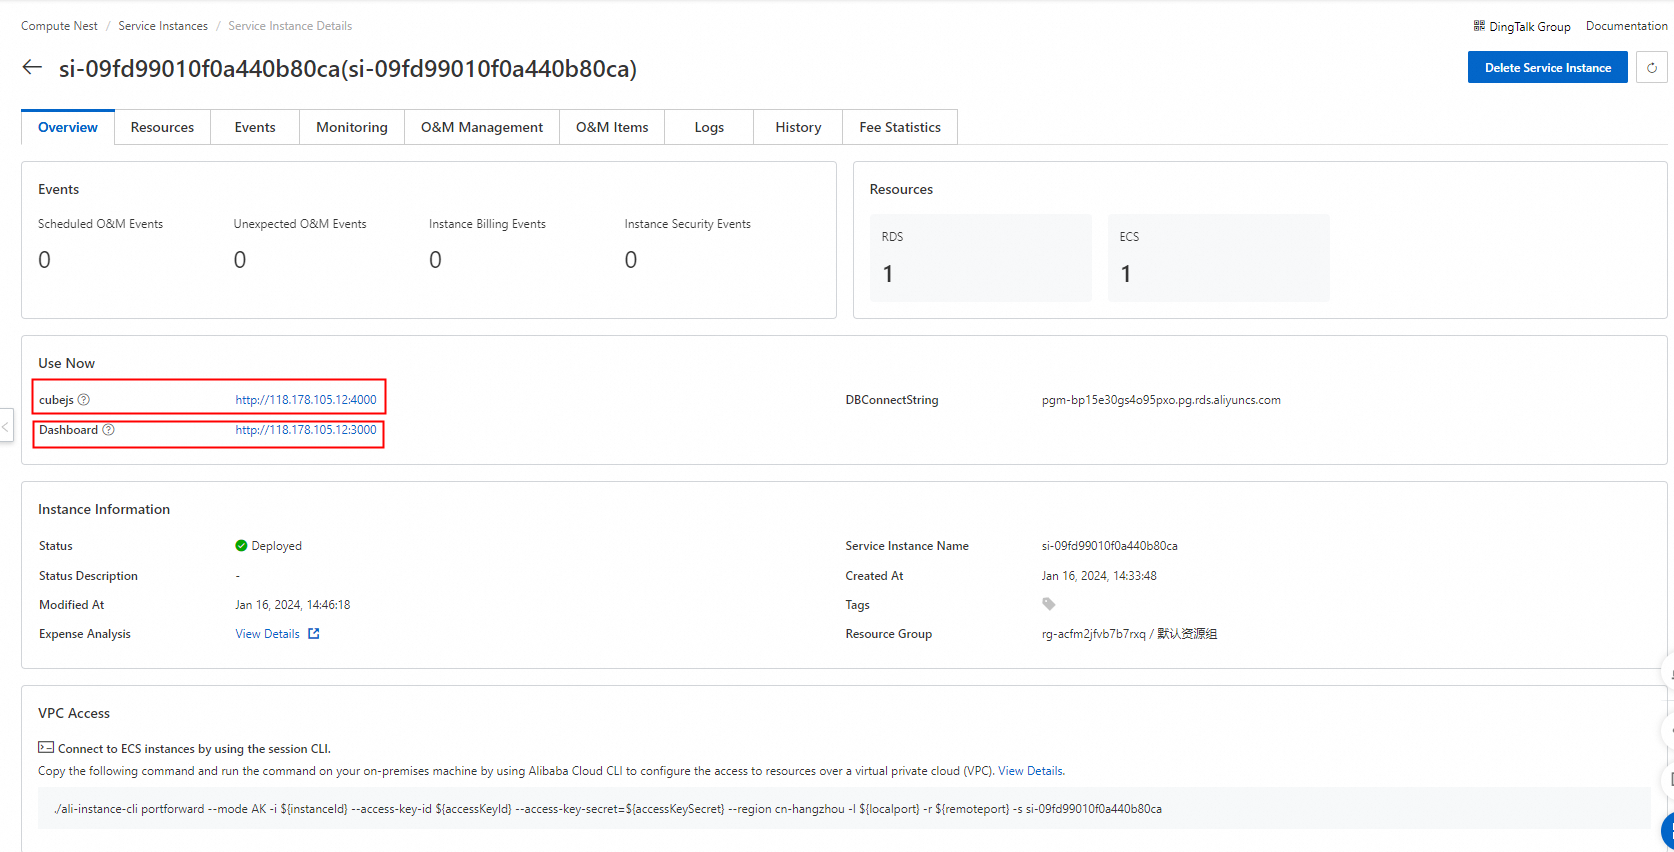 Compute Nest / Service Instances / Service Instance Details
DingTalk Group Documentation
si-09fd99010f0a440b80ca(si-09fd99010f0a440b80ca)
Delete Service Instance
Overview Resources Events Monitoring O&M Management O&M Items Logs History Fee Statistics
Events
Scheduled O&M Events Unexpected O&M Events Instance Billing Events Instance Security Events
0 0 0 0
Resources
RDS ECS
1 1
Use Now
cubejs http://118.178.105.12:4000 DBConnectString pgm-bp15e30gs4o95pxo.pg.rds.aliyuncs.com
Dashboard http://118.178.105.12:3000
Instance Information
Status Deployed Service Instance Name si-09fd99010f0a440b80ca
Status Description - Created At Jan 16, 2024, 14:33:48
Modified At Jan 16, 2024, 14:46:18 Tags
Expense Analysis View Details Resource Group rg-acfm2jfvb7b7rxq / 默认资源组
VPC Access
Connect to ECS instances by using the session CLI.
Copy the following command and run the command on your on-premises machine by using Alibaba Cloud CLI to configure the access to resources over a virtual private cloud (VPC). View Details.
./ali-instance-cli portforward --mode AK -i ${instanceId} --access-key-id ${accessKeyId} --access-key-secret=${accessKeySecret} --region cn-hangzhou -l ${localport} -r ${remoteport} -s si-09fd99010f0a440b80ca